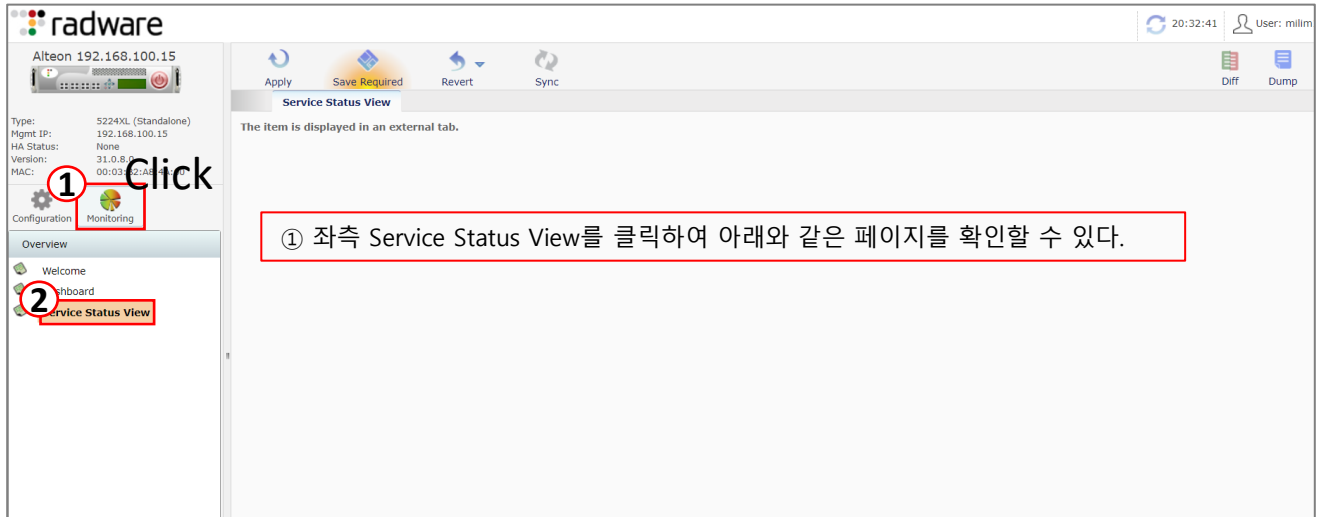 radware
20:32:41 User: milim
Alteon 192.168.100.15
Apply Save Required Revert Sync Diff Dump
Service Status View
The item is displayed in an external tab.
Type: 5224XL (Standalone)
Mgmt IP: 192.168.100.15
HA Status: None
Version: 31.0.8.0
MAC:
Click
1
Configuration Monitoring
Overview
① 좌측 Service Status View를 클릭하여 아래와 같은 페이지를 확인할 수 있다.
Welcome
2
Service Status View